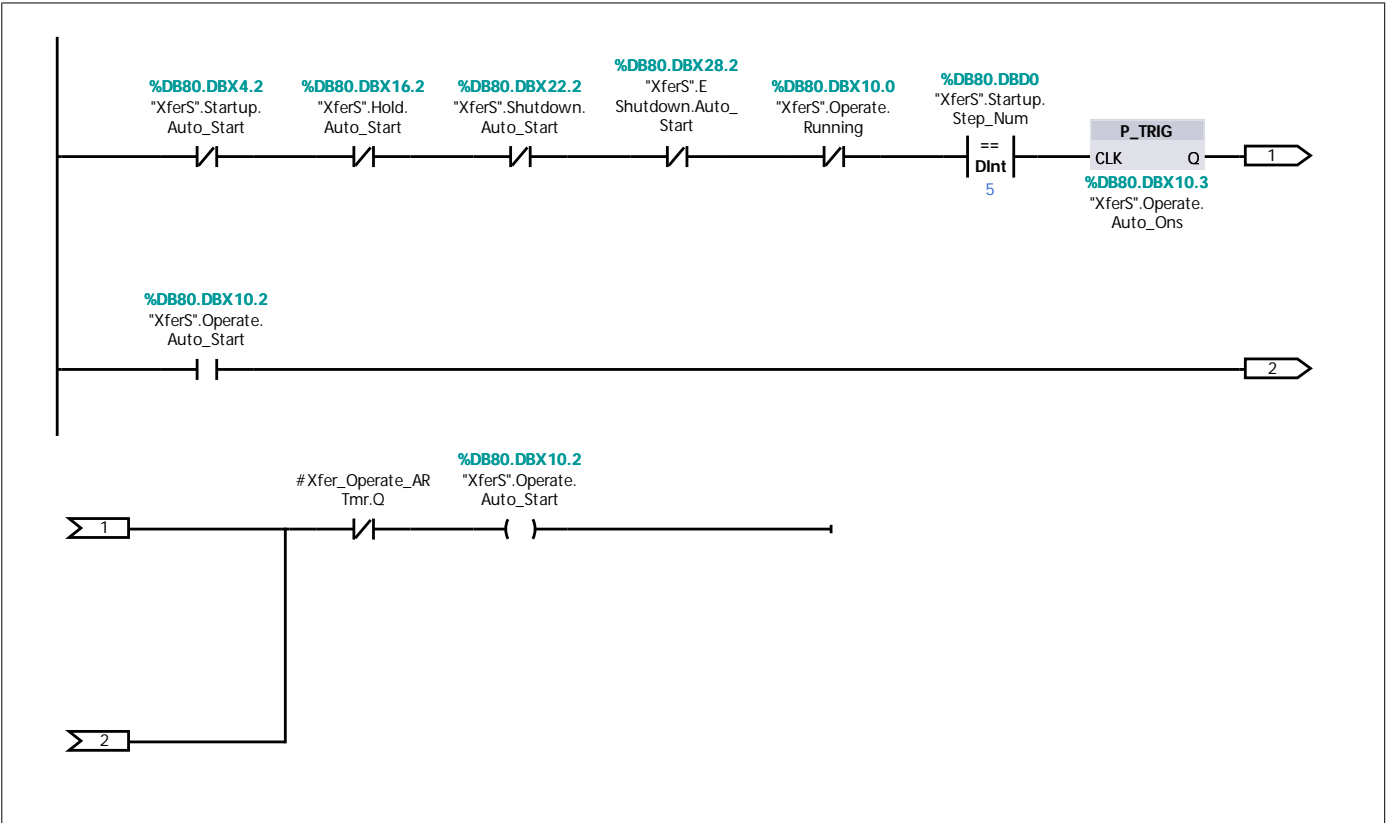 %DB80.DBX4.2
"XferS".Startup.
Auto_Start
%DB80.DBX16.2
"XferS".Hold.
Auto_Start
%DB80.DBX22.2
"XferS".Shutdown.
Auto_Start
%DB80.DBX28.2
"XferS".E
Shutdown.Auto_
Start
%DB80.DBX10.0
"XferS".Operate.
Running
%DB80.DBD0
"XferS".Startup.
Step_Num
==
DInt
5
P_TRIG
CLK Q
%DB80.DBX10.3
"XferS".Operate.
Auto_Ons
1
%DB80.DBX10.2
"XferS".Operate.
Auto_Start
2
1
#Xfer_Operate_AR
Tmr.Q
%DB80.DBX10.2
"XferS".Operate.
Auto_Start
2